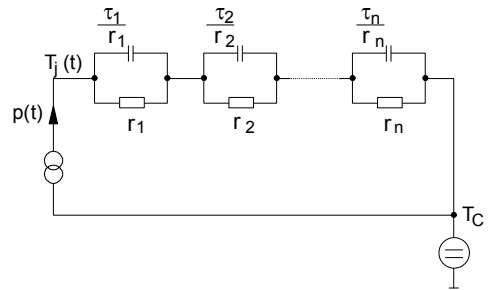 τ1 τ2 τn
r1 r2 rn
Tj (t)
r1 r2 rn
p(t)
TC